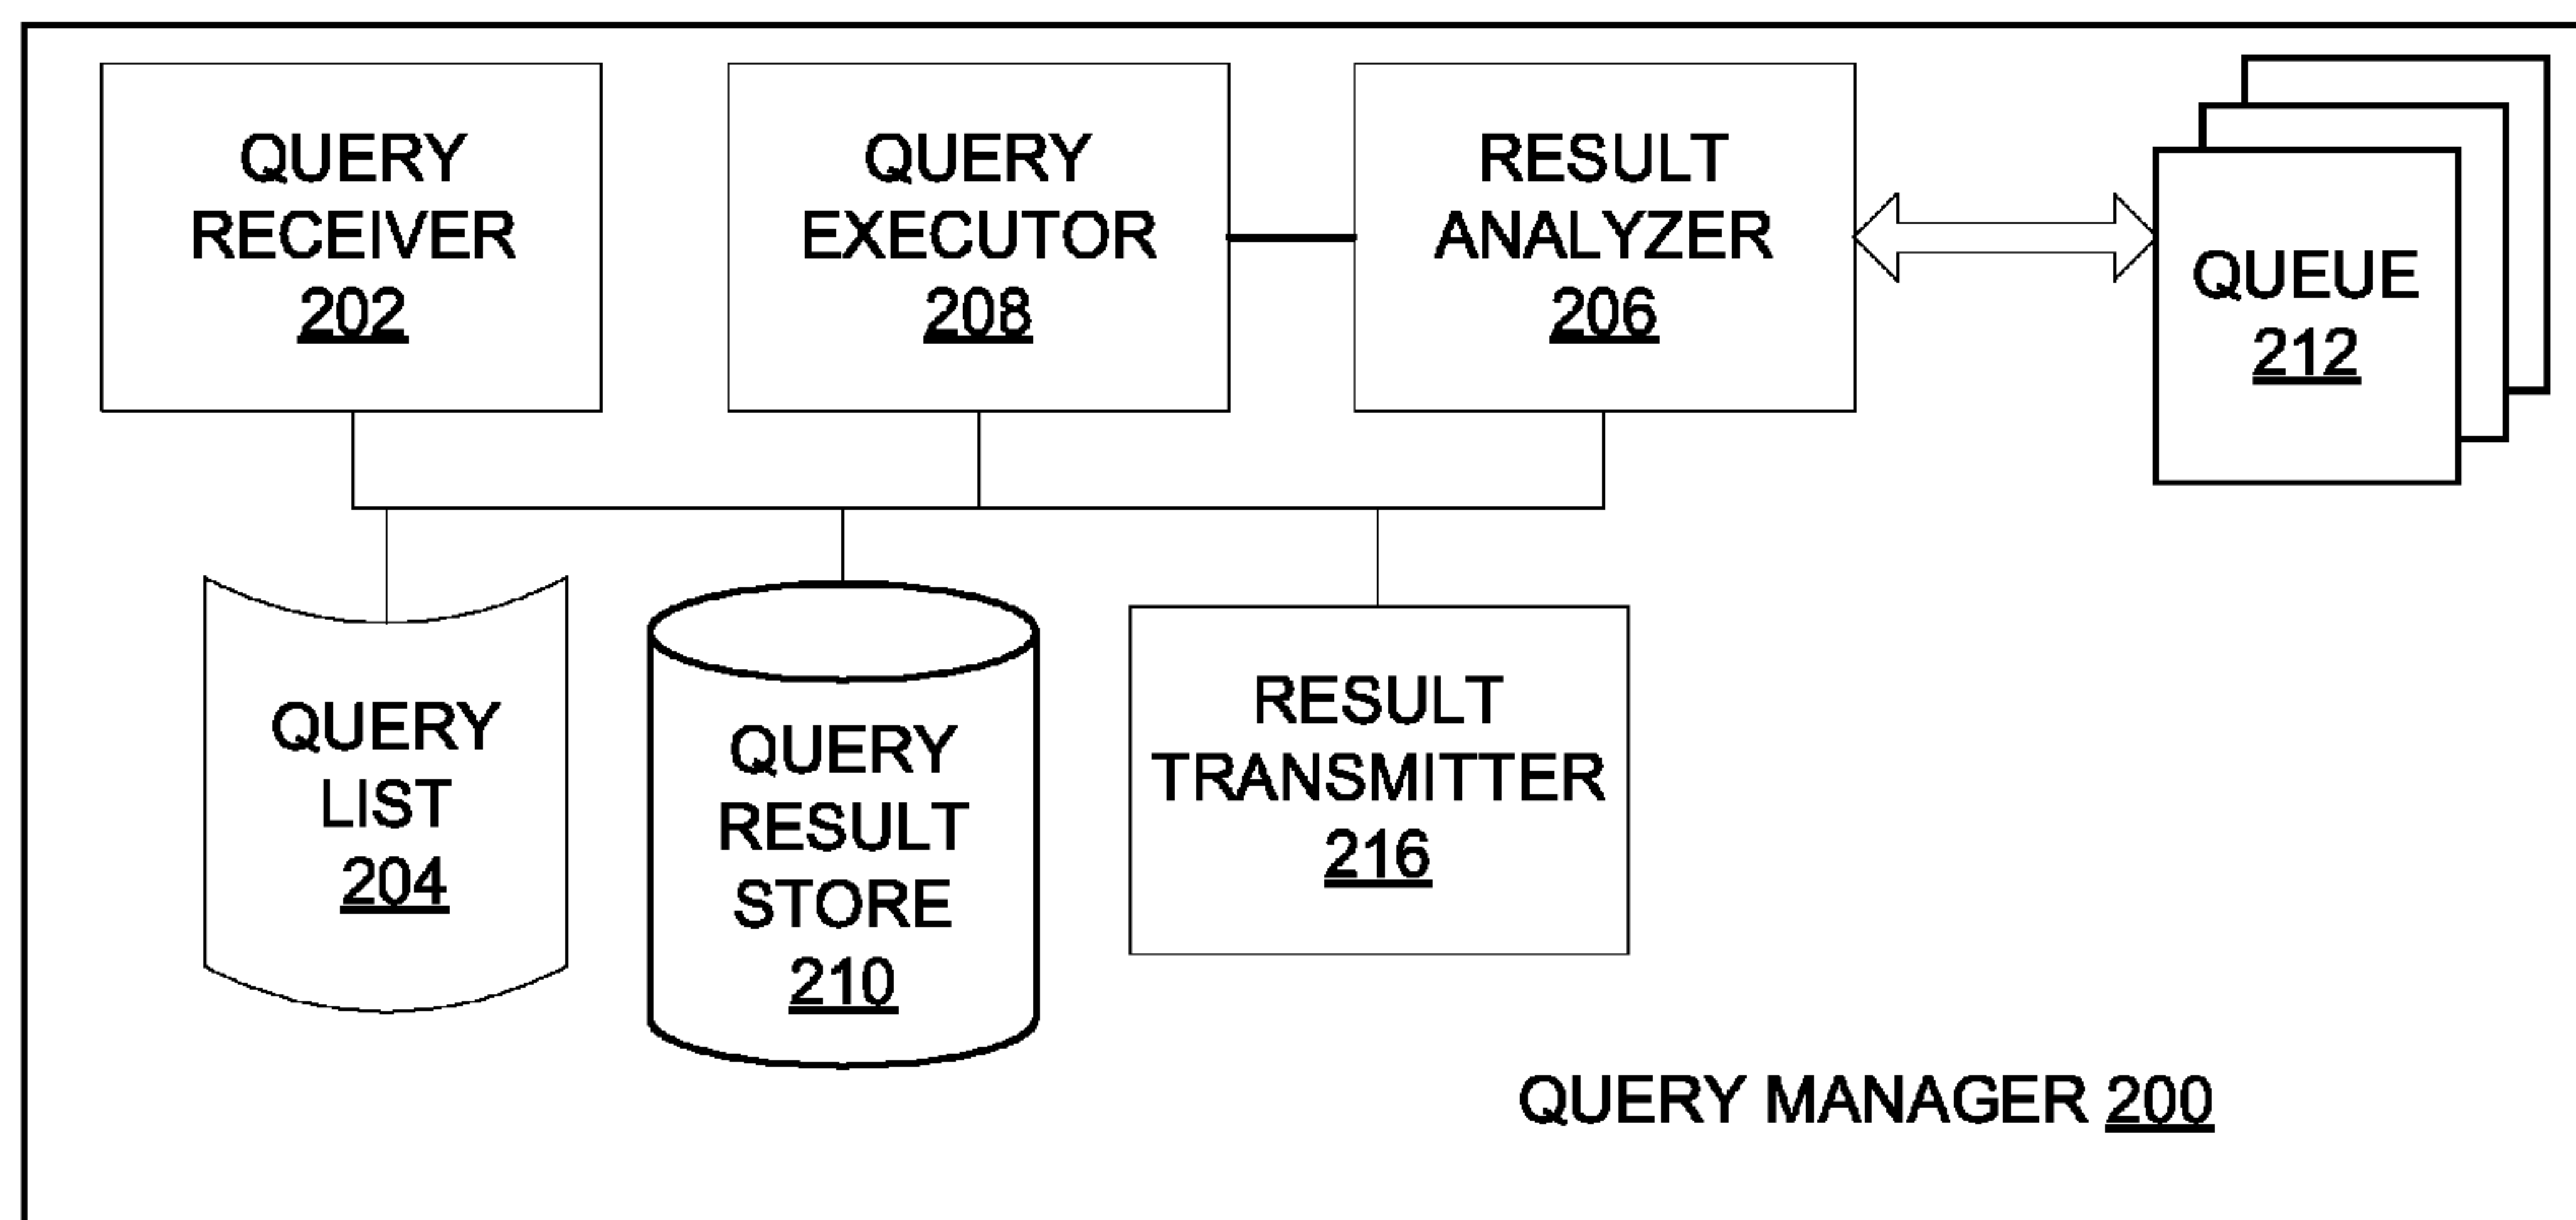 QUERY
RECEIVER
202
QUERY
EXECUTOR
208
RESULT
ANALYZER
206
QUEUE
212
QUERY
LIST
204
QUERY
RESULT
STORE
210
RESULT
TRANSMITTER
216
QUERY MANAGER 200